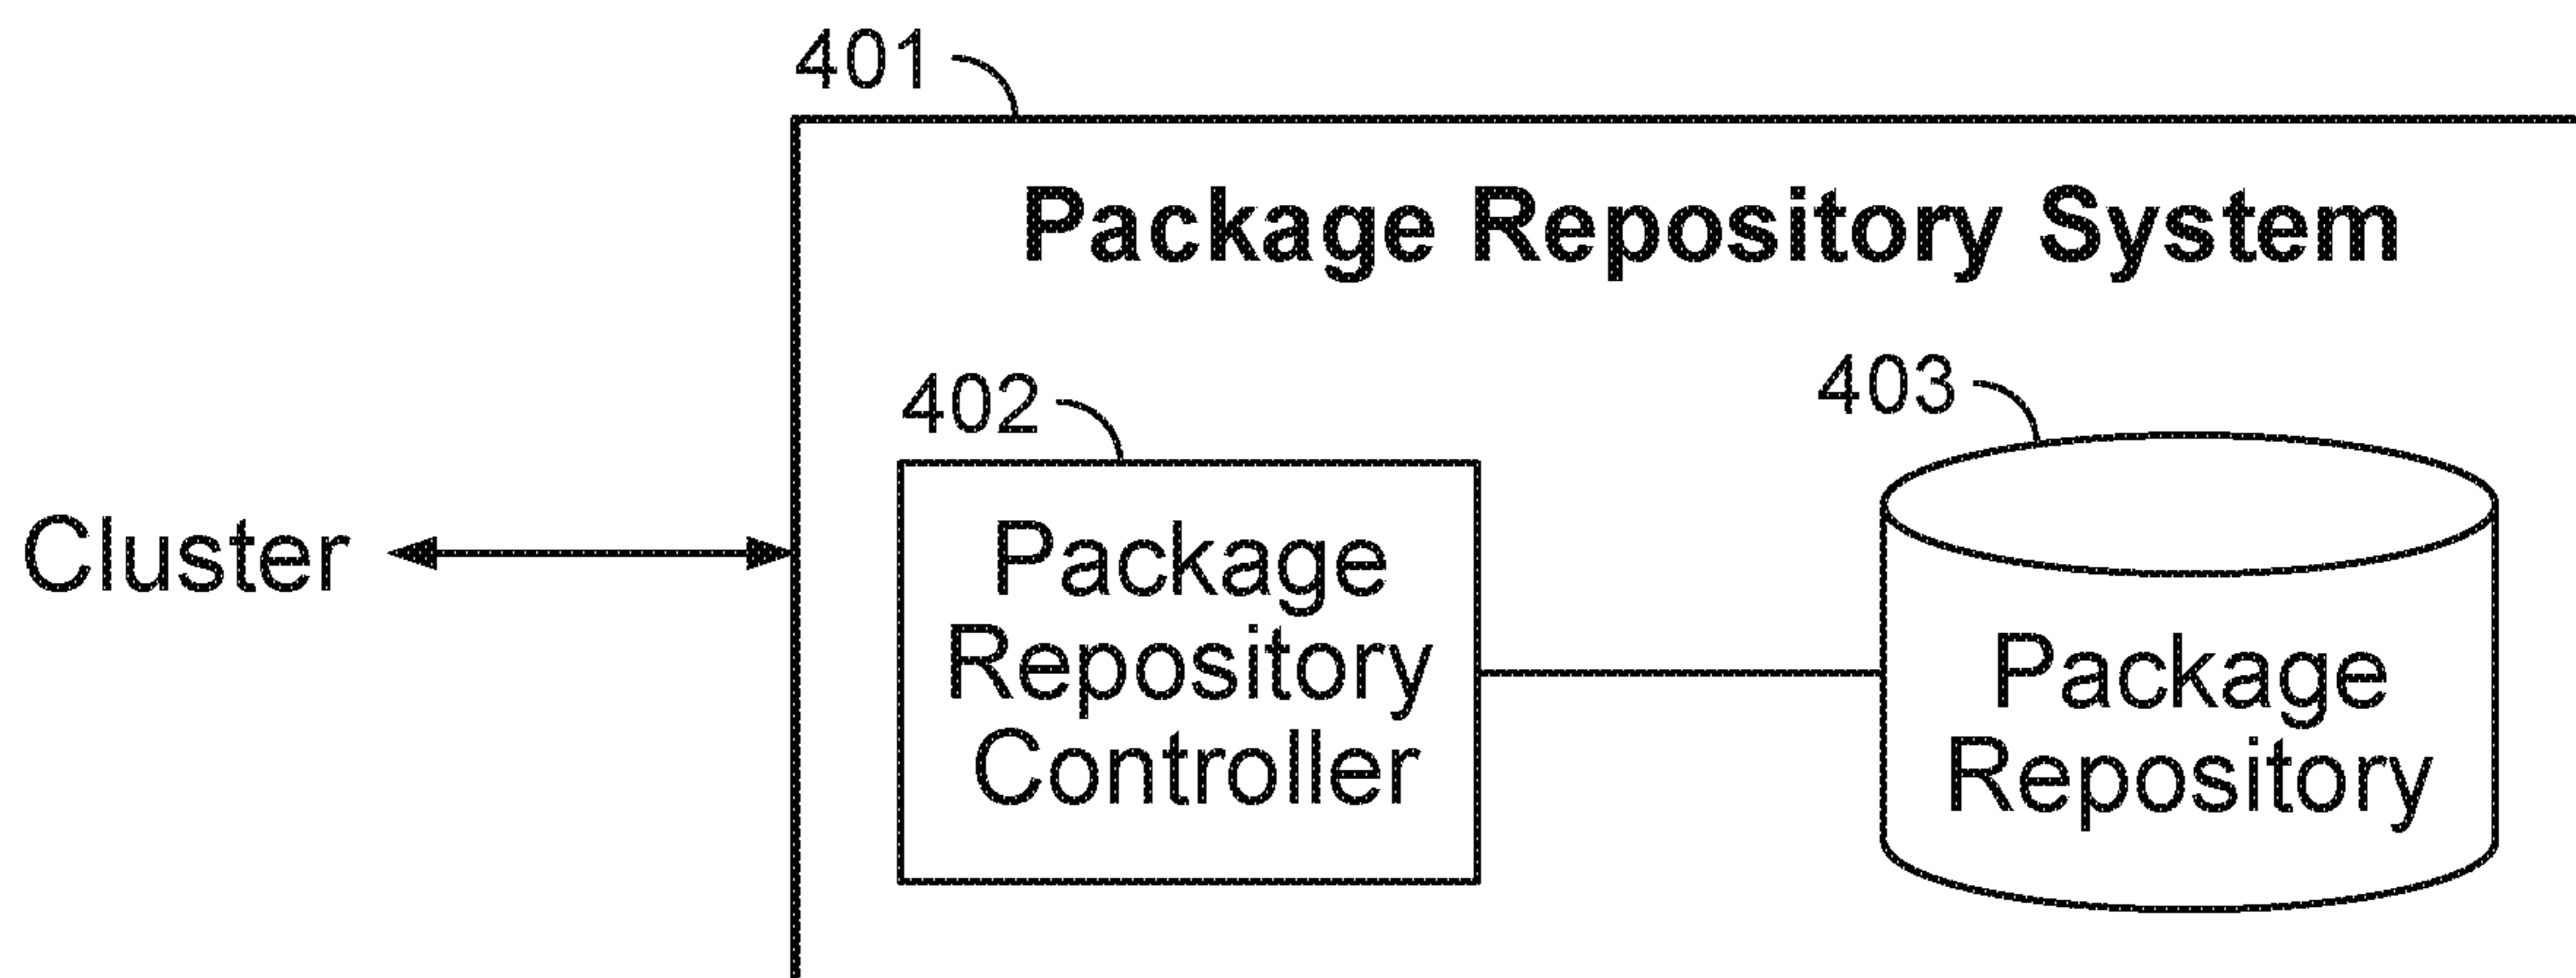 401
Package Repository System
402
403
Cluster
Package
Repository
Controller
Package
Repository